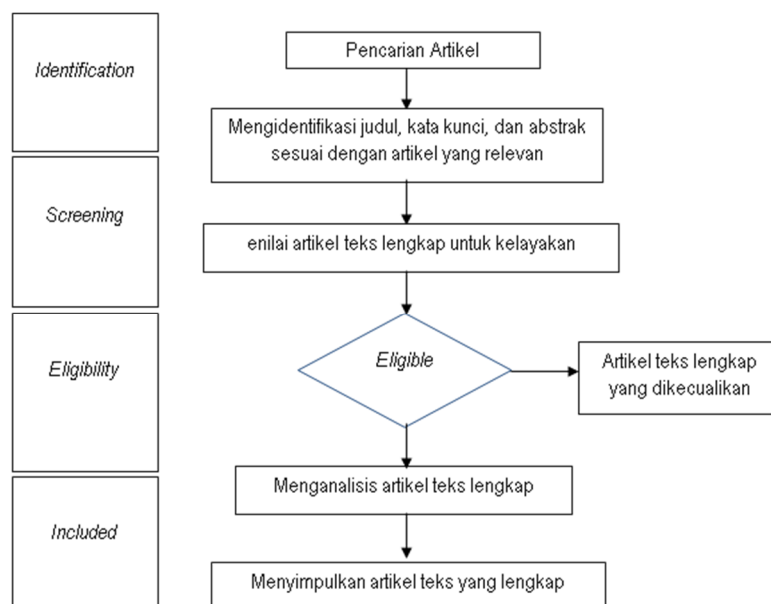 Identification
Pencarian Artikel
Mengidentifikasi judul, kata kunci, dan abstrak
sesuai dengan artikel yang relevan
Screening
enilai artikel teks lengkap untuk kelayakan
Eligibility
Eligible
Artikel teks lengkap
yang dikecualikan
Menganalisis artikel teks lengkap
Included
Menyimpulkan artikel teks yang lengkap